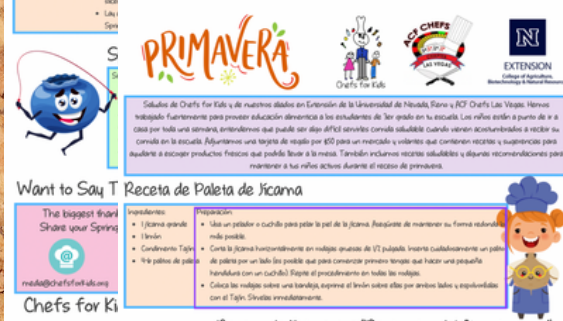 Lay
Spri
S
S
Want to Say T
The biggest thank
Share your Spring
@
media@chefsforkids.org
Chefs for Ki
PRIMAVERA
Chefs for Kids
ACF CHEFS
LAS VEGAS
N
EXTENSION
College of Agriculture,
Biotechnology & Natural Resour
Saludos de Chefs for Kids y de nuestros aliados en Extensión de la Universidad de Nevada, Reno y ACF Chefs Las Vegas. Hemos
trabajado fuertemente para proveer educación alimenticia a los estudiantes de 1er grado en tu escuela. Los niños están a punto de ir a
casa por toda una semana, entendemos que puede ser algo difícil servirles comida saludable cuando vienen acostumbrados a recibir su
comida en la escuela. Adjuntamos una tarjeta de regalo por $50 para un mercado y volantes que contienen recetas y sugerencias para
ayudarle a escojer productos frescos que podrás llevar a la mesa. También incluimos recetas saludables y algunas recomendaciones para
mantener a tus niños activos durante el receso de primavera.
Receta de Paleta de Jícama
Ingredientes:
1 jícama grande
1 limón
Condimento Tajín
4-6 palitos de paleta
Preparación:
Usa un pelador o cuchillo para pelar la piel de la jícama. Asegúrate de mantener su forma redonda lo
más posible.
Corta la jícama horizontalmente en rodajas gruesas de 1/2 pulgada. Inserta cuidadosamente un palito
de paleta por un lado (es posible que para comenzar primero tengas que hacer una pequeña
hendidura con un cuchillo). Repite el procedimiento en todas las rodajas.
Coloca las rodajas sobre una bandeja, exprime el limón sobre ellas por ambos lados y espolvoréalas
con el Tajín. Sírvelas inmediatamente.